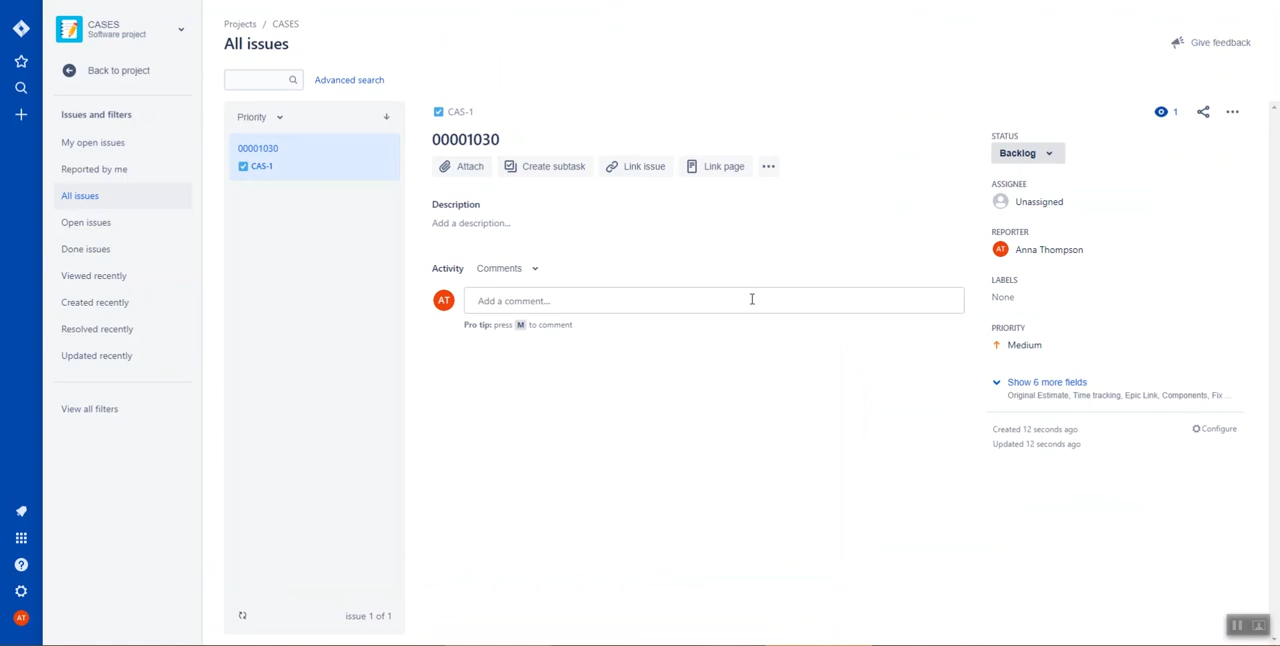 CASES
Software project
Back to project
Issues and filters
My open issues
Reported by me
All issues
Open issues
Done issues
Viewed recently
Created recently
Resolved recently
Updated recently
View all filters
AT
Projects / CASES
All issues
Give feedback
Advanced search
Priority
00001030
CAS-1
issue 1 of 1
CAS-1
00001030
Attach
Create subtask
Link issue
Link page
Description
Add a description...
Activity Comments
AT
Add a comment...
Pro tip: press M to comment
1
STATUS
Backlog
ASSIGNEE
Unassigned
REPORTER
AT Anna Thompson
LABELS
None
PRIORITY
Medium
Show 6 more fields
Original Estimate, Time tracking, Epic Link, Components, Fix ...
Created 12 seconds ago
Configure
Updated 12 seconds ago